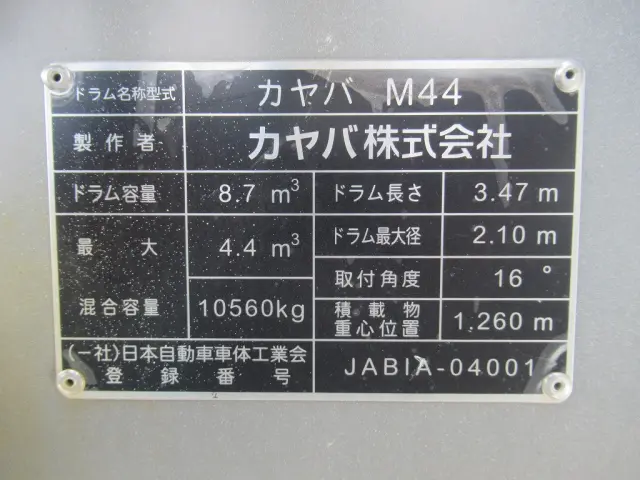 ドラム名称型式 カヤバ M44
製作者 カヤバ株式会社
ドラム容量 8.7 m³ ドラム長さ 3.47 m
最大 4.4 m³ ドラム最大径 2.10 m
取付角度 16°
混合容量 10560kg 積載物
重心位置 1.260 m
(一社)日本自動車車体工業会
登録番号 JABIA-04001